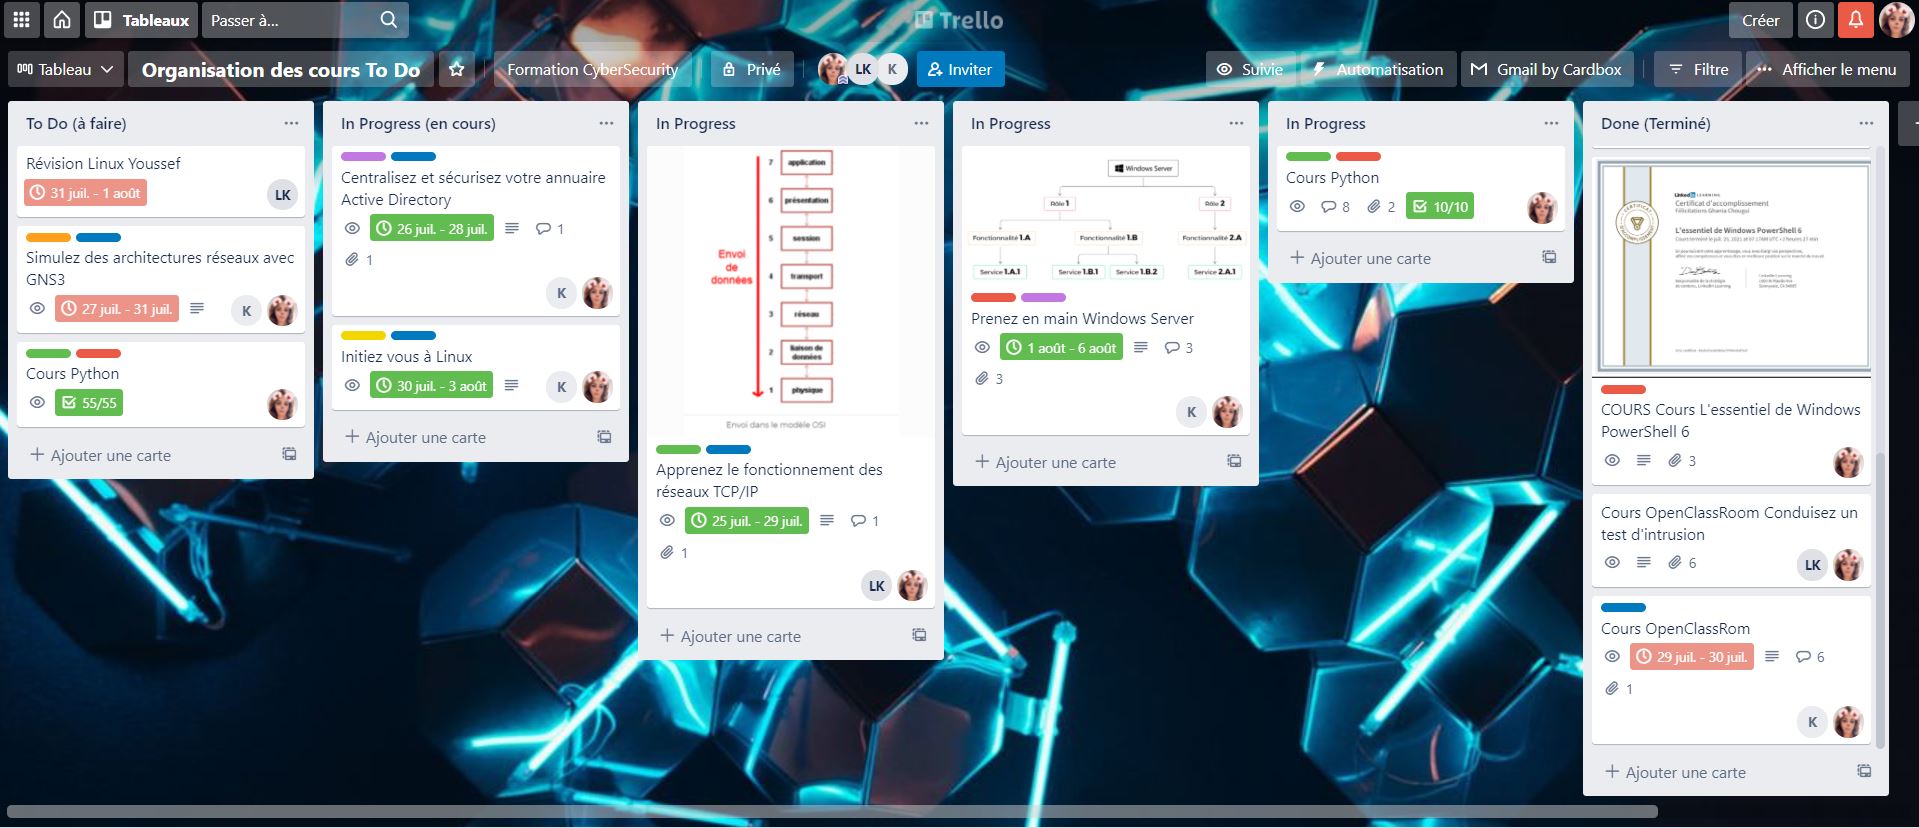 Tableaux
Passer à...
Trello
Créer
Tableau
Organisation des cours To Do
Formation CyberSecurity
Privé
LK
K
Inviter
Suivie
Automatisation
Gmail by Cardbox
Filtre
Afficher le menu
To Do (à faire)
Révision Linux Youssef
31 juil. - 1 août
LK
Simulez des architectures réseaux avec
GNS3
27 juil. - 31 juil.
K
Cours Python
55/55
Ajouter une carte
In Progress (en cours)
Centralisez et sécurisez votre annuaire
Active Directory
26 juil. - 28 juil.
1
1
K
Initiez vous à Linux
30 juil. - 3 août
K
Ajouter une carte
In Progress
7 application
6 présentation
5 session
Envoi
de
données
4 transport
3 réseau
2 liaison de
données
1 physique
Envoi dans le modèle OSI
Apprenez le fonctionnement des
réseaux TCP/IP
25 juil. - 29 juil.
1
1
LK
Ajouter une carte
In Progress
Windows Server
Rôle 1
Rôle 2
Fonctionnalité 1.A
Fonctionnalité 1.B
Fonctionnalité 2.A
Service 1.A.1
Service 1.B.1
Service 1.B.2
Service 2.A.1
Prenez en main Windows Server
1 août - 6 août
3
3
K
Ajouter une carte
In Progress
Cours Python
8
2
10/10
Ajouter une carte
Done (Terminé)
Linked in LEARNING
Certificat d'accomplissement
Félicitations Ghania Chougui
L'essentiel de Windows PowerShell 6
COURS Cours L'essentiel de Windows
PowerShell 6
3
Cours OpenClassRoom Conduisez un
test d'intrusion
6
LK
Cours OpenClassRom
29 juil. - 30 juil.
6
1
K
Ajouter une carte